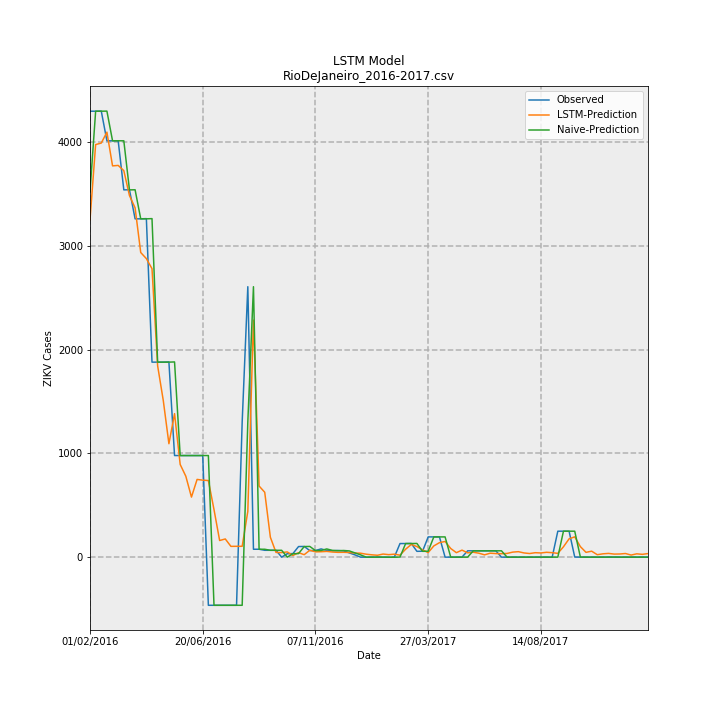 LSTM Model
RioDeJaneiro_2016-2017.csv
Observed
LSTM-Prediction
Naive-Prediction
ZIKV Cases
4000
3000
2000
1000
0
01/02/2016
20/06/2016
07/11/2016
27/03/2017
14/08/2017
Date